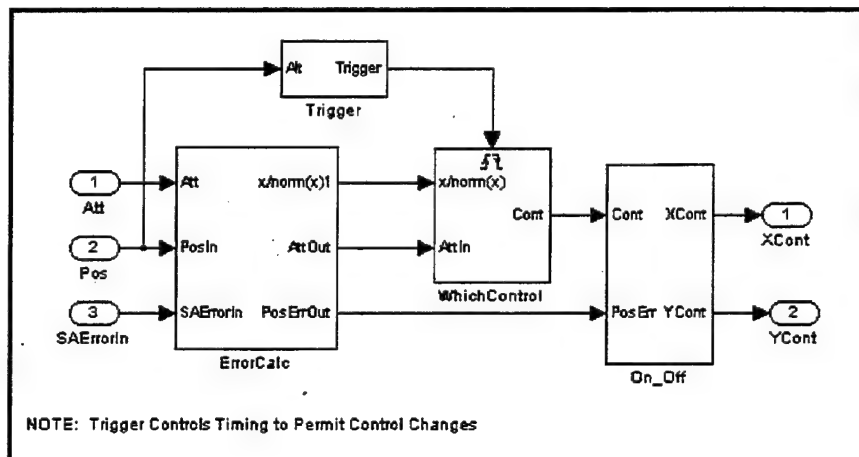 Alt Trigger
Trigger
1
Att
2
Pos
3
SAErrorIn
Att x/norm(x)1
PosIn AttOut
SAErrorIn PosErrOut
ErrorCalc
x/norm(x)
Cont
AttIn
WhichControl
Cont XCont
PosErr YCont
On_Off
1
XCont
2
YCont
NOTE: Trigger Controls Timing to Permit Control Changes